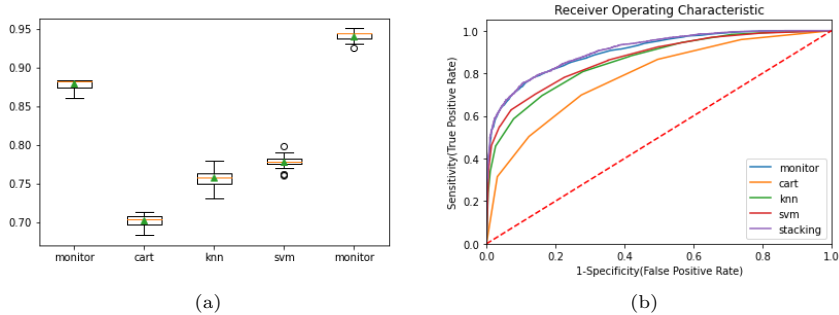 0.95
0.90
0.85
0.80
0.75
0.70
monitor cart knn svm monitor
(a)
Receiver Operating Characteristic
Sensitivity(True Positive Rate)
1.0
0.8
0.6
0.4
0.2
0.0
monitor
cart
knn
svm
stacking
0.0 0.2 0.4 0.6 0.8 1.0
1-Specificity(False Positive Rate)
(b)